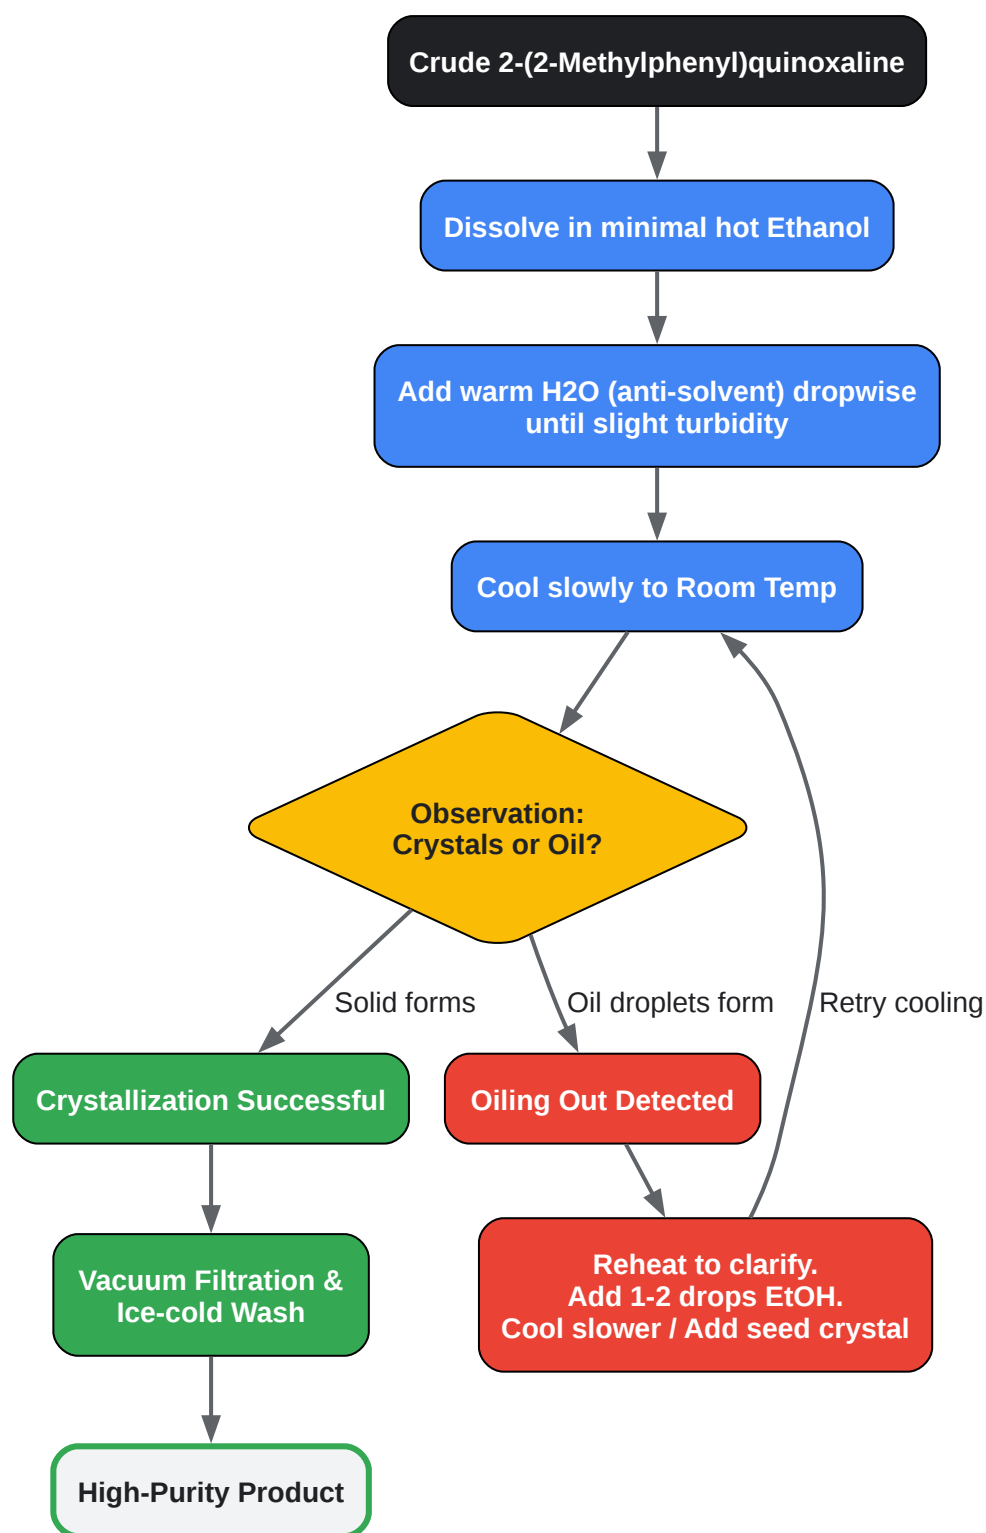 Crude 2-(2-Methylphenyl)quinoxaline
Dissolve in minimal hot Ethanol
Add warm H2O (anti-solvent) dropwise
until slight turbidity
Cool slowly to Room Temp
Observation:
Crystals or Oil?
Solid forms
Oil droplets form
Retry cooling
Crystallization Successful
Oiling Out Detected
Vacuum Filtration &
Ice-cold Wash
Reheat to clarify.
Add 1-2 drops EtOH.
Cool slower / Add seed crystal
High-Purity Product